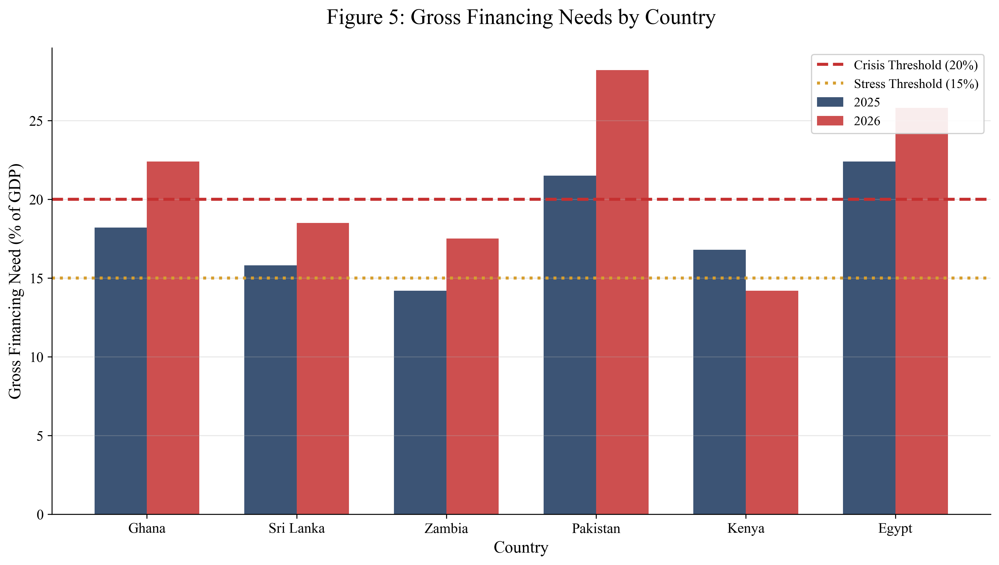 Figure 5: Gross Financing Needs by Country
Gross Financing Need (% of GDP)
25
20
15
10
5
0
Crisis Threshold (20%)
Stress Threshold (15%)
2025
2026
Ghana
Sri Lanka
Zambia
Pakistan
Kenya
Egypt
Country